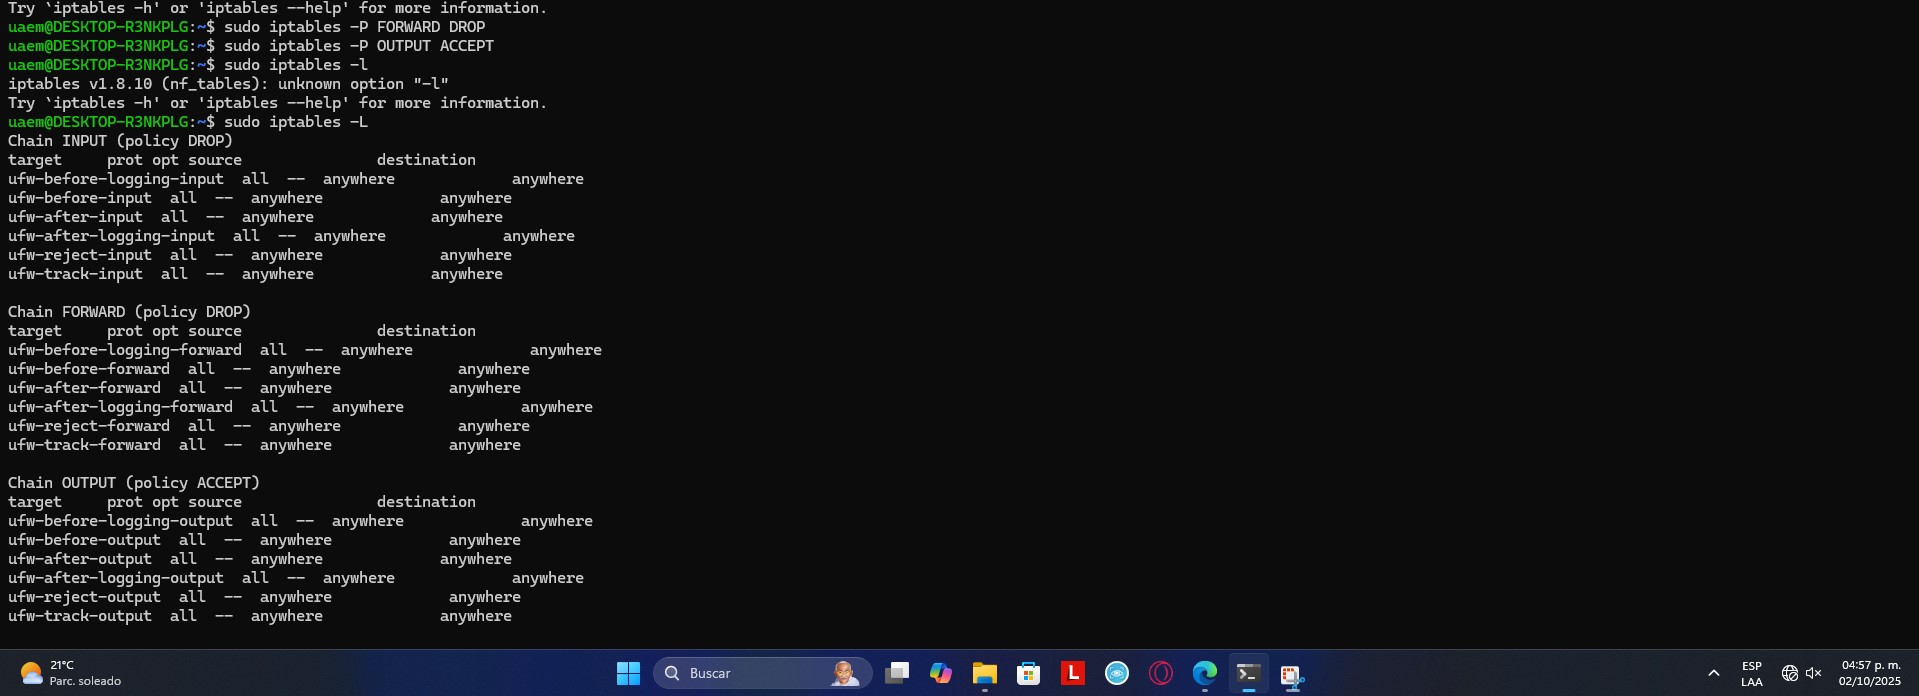 Try `iptables -h' or 'iptables --help' for more information.
uaem@DESKTOP-R3NKPLG:~$ sudo iptables -P FORWARD DROP
uaem@DESKTOP-R3NKPLG:~$ sudo iptables -P OUTPUT ACCEPT
uaem@DESKTOP-R3NKPLG:~$ sudo iptables -l
iptables v1.8.10 (nf_tables): unknown option "-l"
Try `iptables -h' or 'iptables --help' for more information.
uaem@DESKTOP-R3NKPLG:~$ sudo iptables -L
Chain INPUT (policy DROP)
target     prot opt source               destination
ufw-before-logging-input  all  --  anywhere             anywhere
ufw-before-input  all  --  anywhere             anywhere
ufw-after-input  all  --  anywhere             anywhere
ufw-after-logging-input  all  --  anywhere             anywhere
ufw-reject-input  all  --  anywhere             anywhere
ufw-track-input  all  --  anywhere             anywhere

Chain FORWARD (policy DROP)
target     prot opt source               destination
ufw-before-logging-forward  all  --  anywhere             anywhere
ufw-before-forward  all  --  anywhere             anywhere
ufw-after-forward  all  --  anywhere             anywhere
ufw-after-logging-forward  all  --  anywhere             anywhere
ufw-reject-forward  all  --  anywhere             anywhere
ufw-track-forward  all  --  anywhere             anywhere

Chain OUTPUT (policy ACCEPT)
target     prot opt source               destination
ufw-before-logging-output  all  --  anywhere             anywhere
ufw-before-output  all  --  anywhere             anywhere
ufw-after-output  all  --  anywhere             anywhere
ufw-after-logging-output  all  --  anywhere             anywhere
ufw-reject-output  all  --  anywhere             anywhere
ufw-track-output  all  --  anywhere             anywhere
21°C
Parc. soleado
Buscar
L
ESP
LAA
04:57 p. m.
02/10/2025